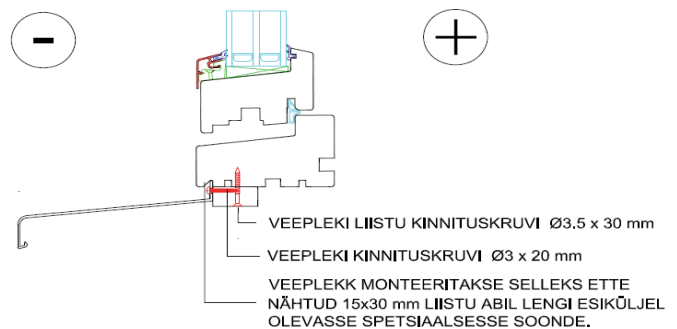 -
+
VEEPLEKI LIISTU KINNITUSKRUVI Ø3.5 x 30 mm
VEEPLEKI KINNITUSKRUVI Ø3 x 20 mm
VEEPLEKK MONTEERITAKSE SELLEKS ETTE
NÄHTUD 15x30 mm LIISTU ABIL LENGI ESIKÜLJEL
OLEVASSE SPETSIAALSESSE SOONDE.